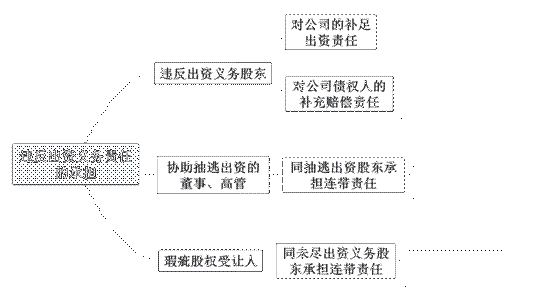 对公司的补足
出资责任
违反出资义务股东
对公司债权人的
补充赔偿责任
违反出资义务责任
的承担
协助抽逃出资的
董事、高管
同抽逃出资股东承
担连带责任
瑕疵股权受让人
同未尽出资义务股
东承担连带责任